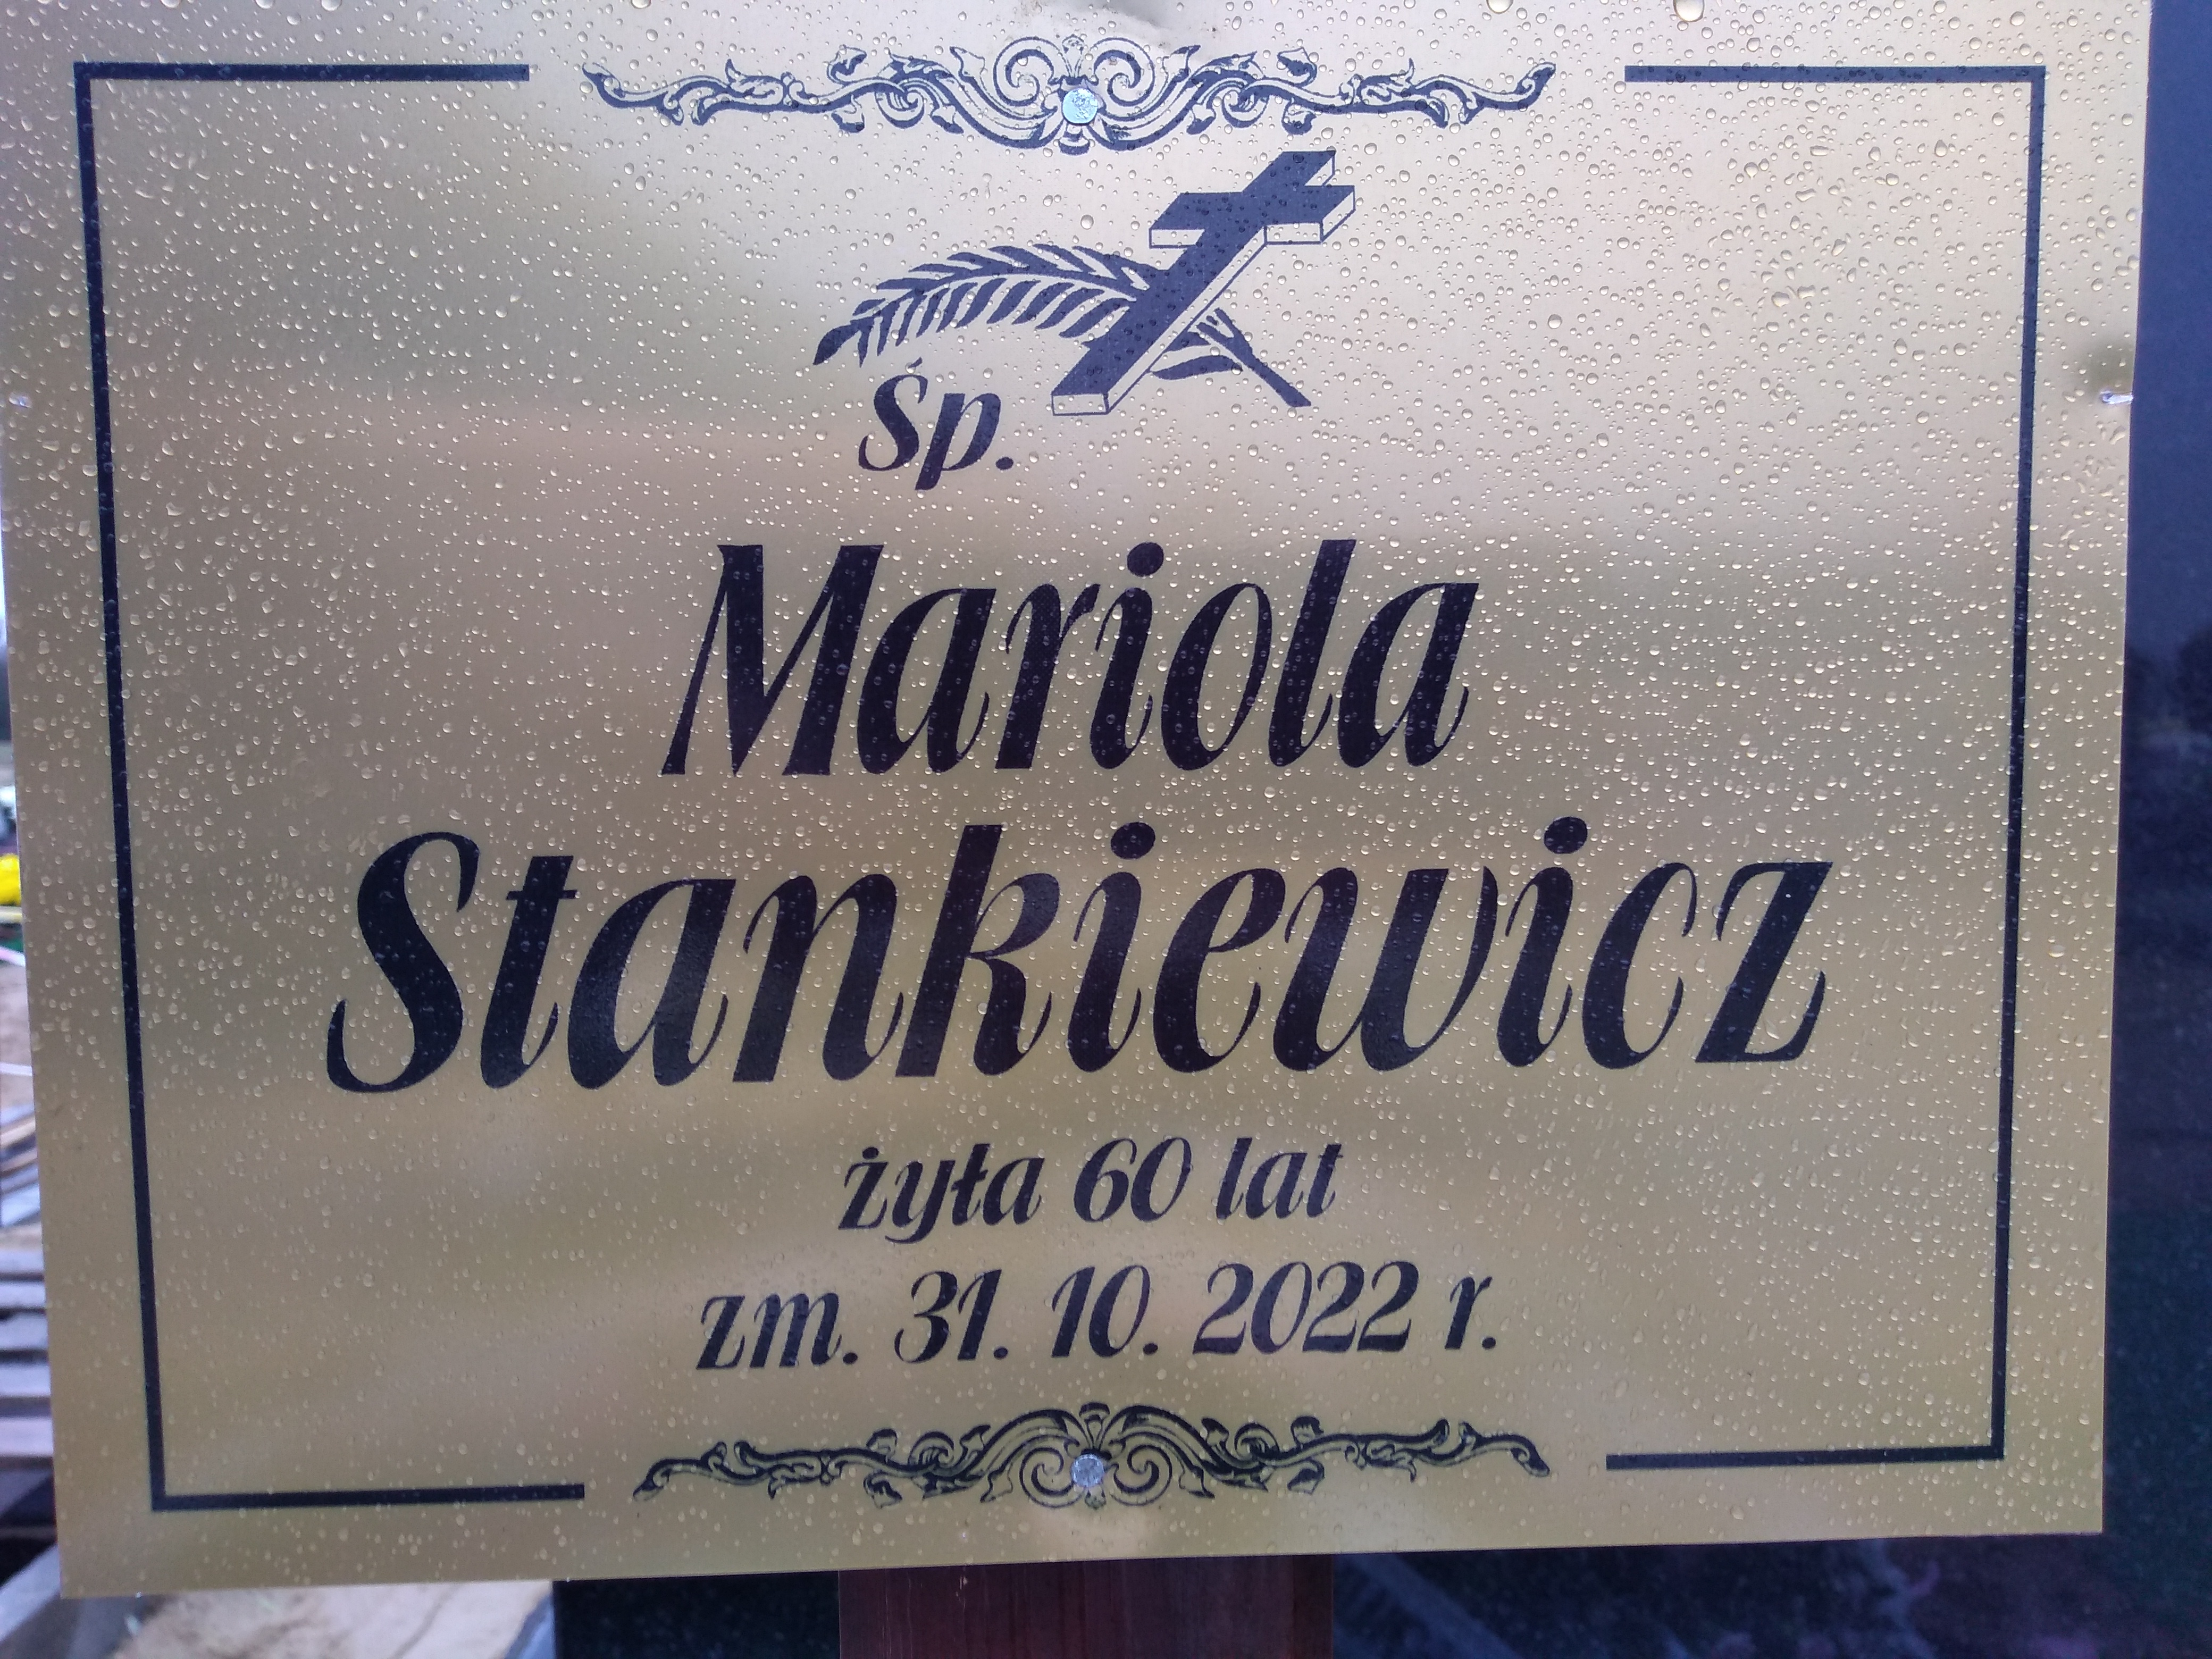 Śp.
Mariola
Stankiewicz
żyła 60 lat
zm. 31. 10. 2022 r.